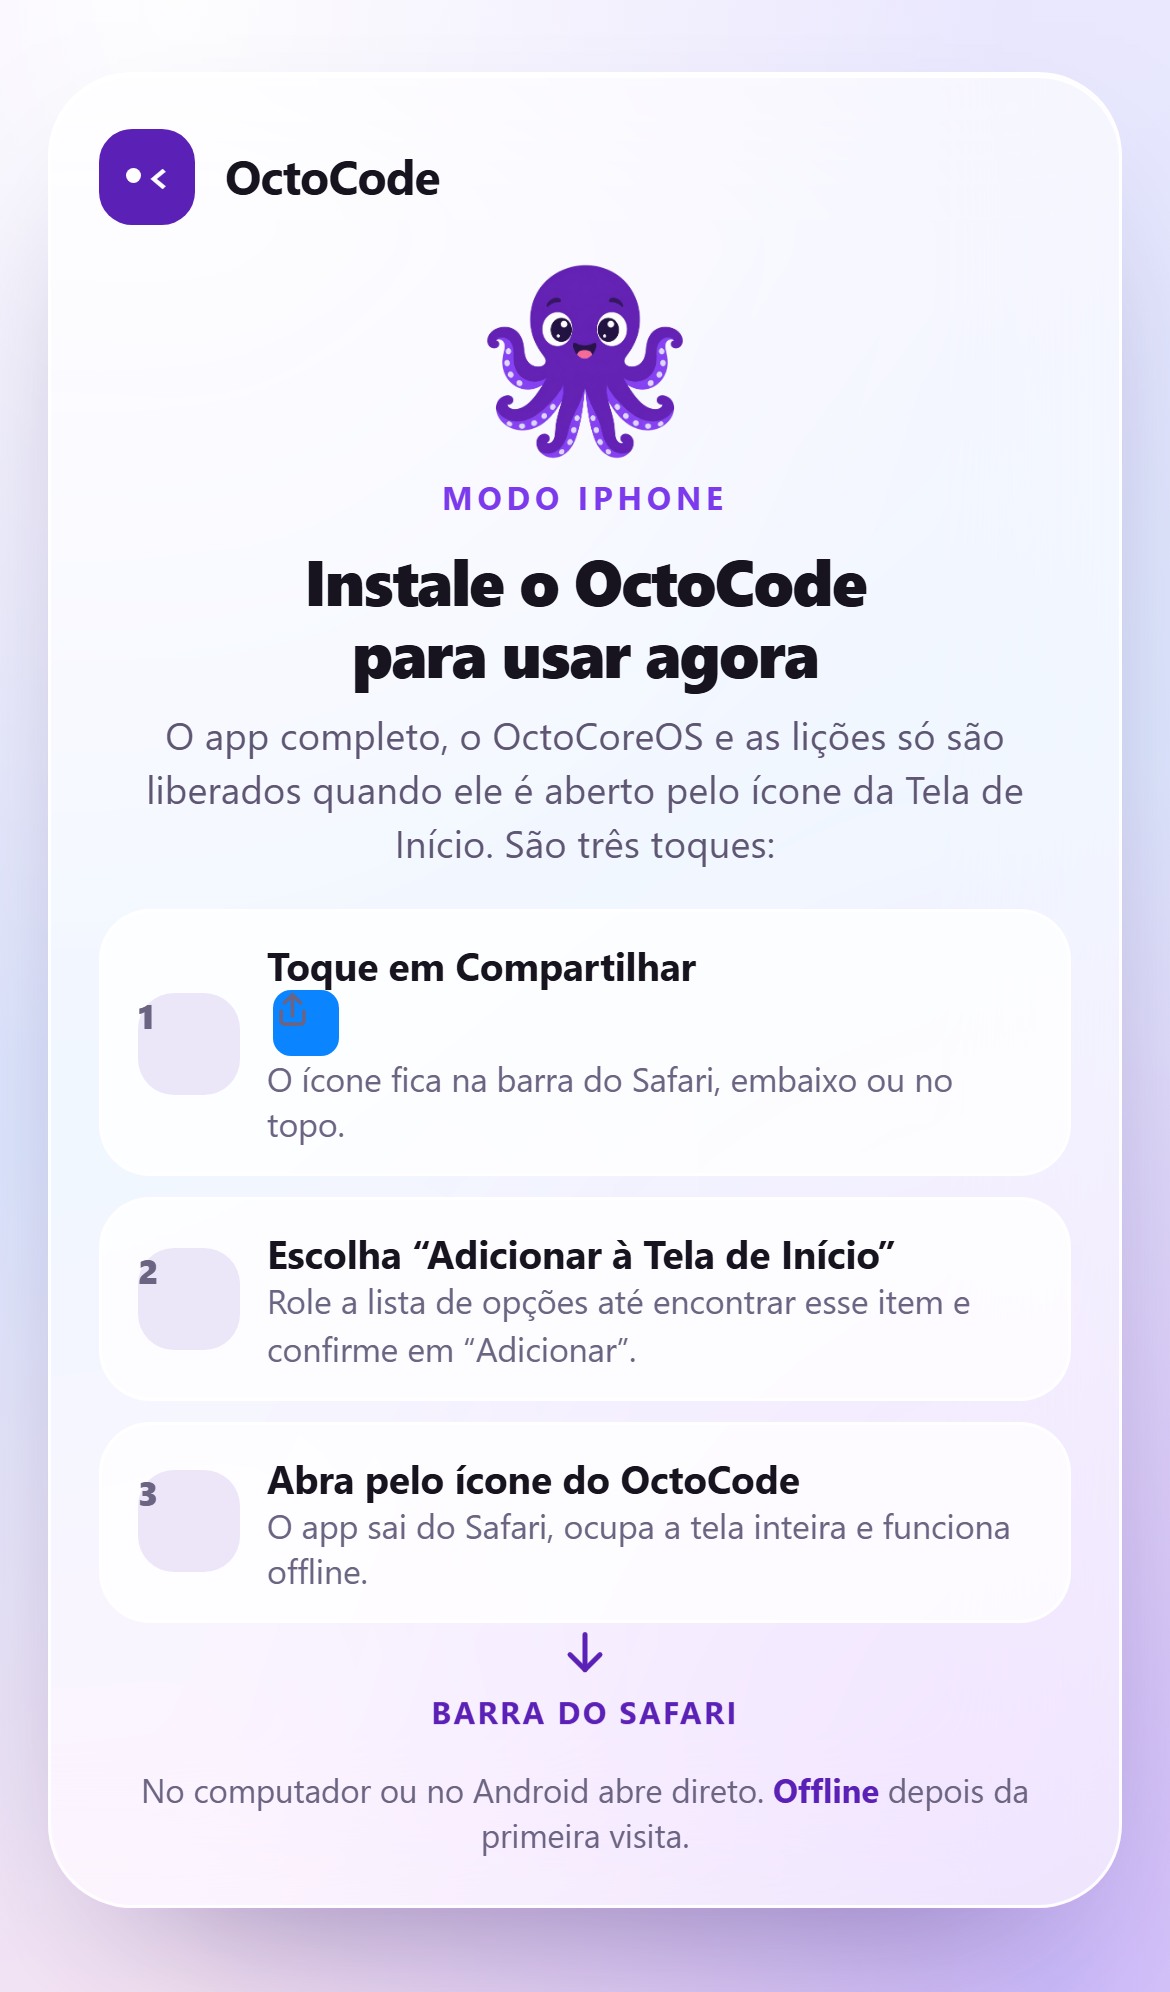 OctoCode
MODO IPHONE
Instale o OctoCode
para usar agora
O app completo, o OctoCoreOS e as lições só são
liberados quando ele é aberto pelo ícone da Tela de
Início. São três toques:
1
Toque em Compartilhar
O ícone fica na barra do Safari, embaixo ou no
topo.
2
Escolha “Adicionar à Tela de Início”
Role a lista de opções até encontrar esse item e
confirme em “Adicionar”.
3
Abra pelo ícone do OctoCode
O app sai do Safari, ocupa a tela inteira e funciona
offline.
BARRA DO SAFARI
No computador ou no Android abre direto. Offline depois da
primeira visita.